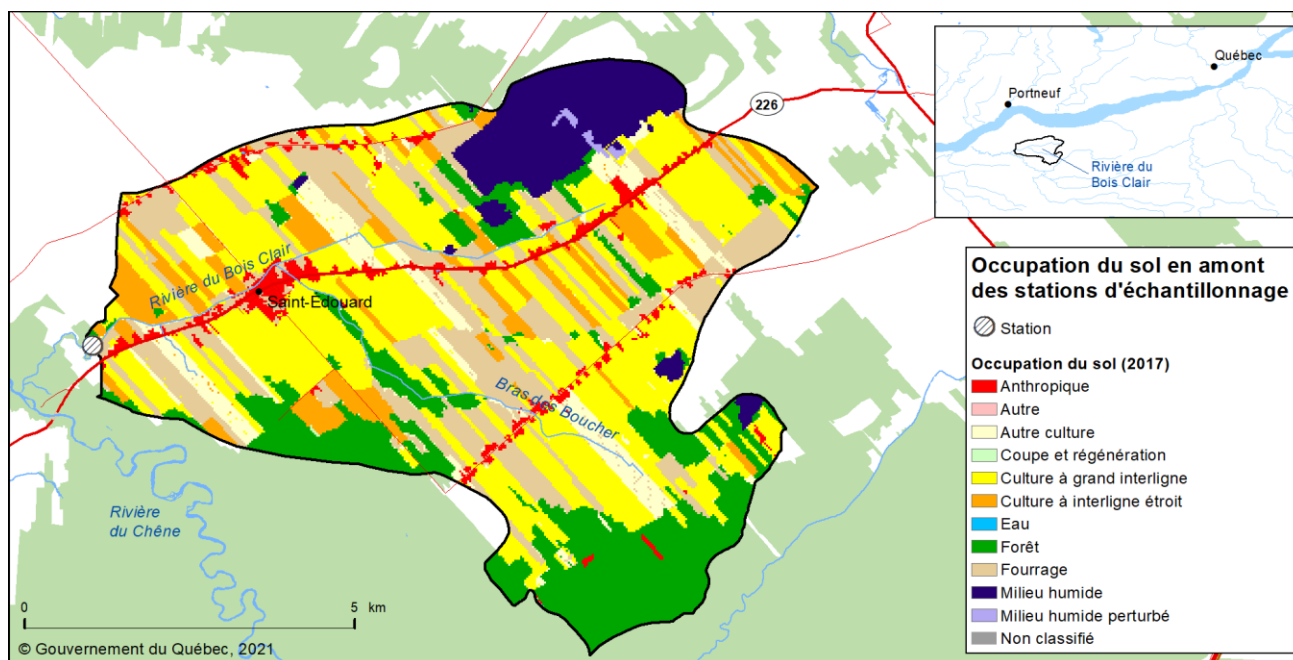 226
Québec
Portneuf
Rivière du
Bois Clair
Rivière du Bois Clair
Saint-Édouard
Bras des Boucher
Rivière
du Chêne
0 5 km
© Gouvernement du Québec, 2021
Occupation du sol en amont
des stations d'échantillonnage
Station
Occupation du sol (2017)
Anthropique
Autre
Autre culture
Coupe et régénération
Culture à grand interligne
Culture à interligne étroit
Eau
Forêt
Fourrage
Milieu humide
Milieu humide perturbé
Non classifié